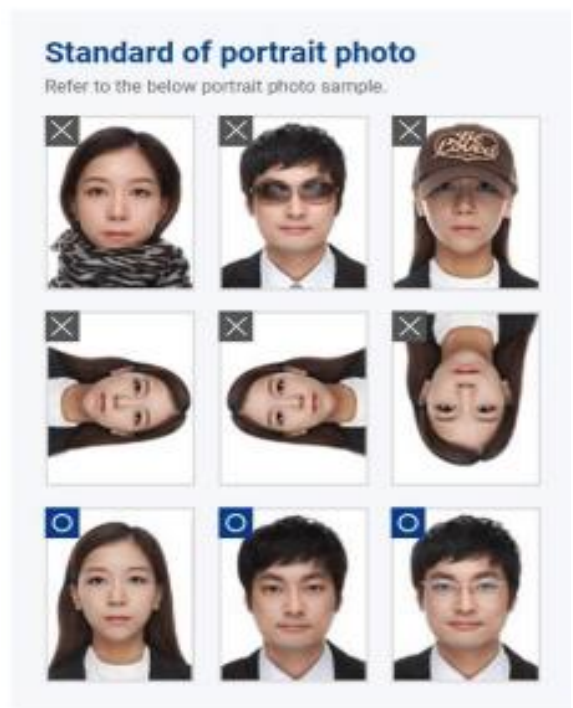 Standard of portrait photo
Refer to the below portrait photo sample.